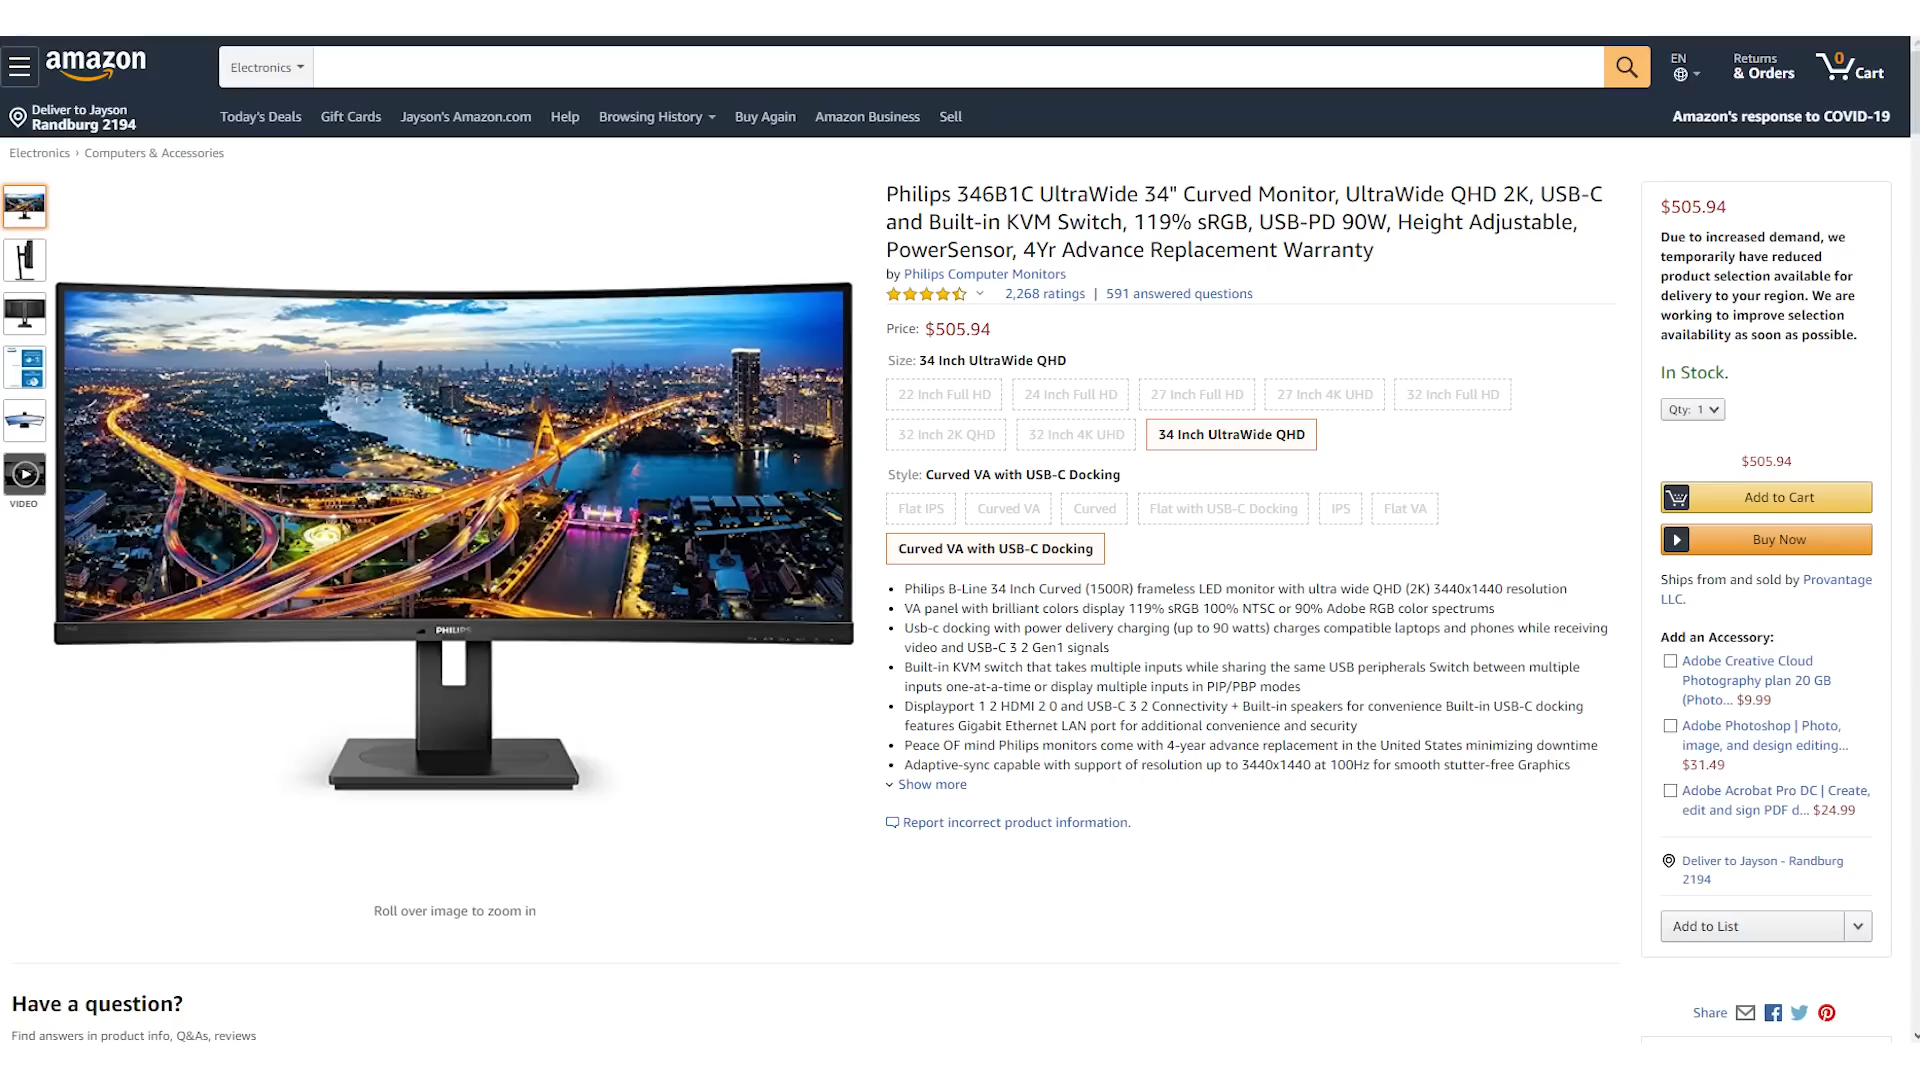 amazon
Electronics
EN
Returns
& Orders
0
Cart
Deliver to Jayson
Randburg 2194
Today's Deals
Gift Cards
Jayson's Amazon.com
Help
Browsing History
Buy Again
Amazon Business
Sell
Amazon's response to COVID-19
Electronics › Computers & Accessories
VIDEO
PHILIPS
Roll over image to zoom in
Philips 346B1C UltraWide 34" Curved Monitor, UltraWide QHD 2K, USB-C
and Built-in KVM Switch, 119% sRGB, USB-PD 90W, Height Adjustable,
PowerSensor, 4Yr Advance Replacement Warranty
by Philips Computer Monitors
2,268 ratings | 591 answered questions
Price: $505.94
Size: 34 Inch UltraWide QHD
22 Inch Full HD
24 Inch Full HD
27 Inch Full HD
27 Inch 4K UHD
32 Inch Full HD
32 Inch 2K QHD
32 Inch 4K UHD
34 Inch UltraWide QHD
Style: Curved VA with USB-C Docking
Flat IPS
Curved VA
Curved
Flat with USB-C Docking
IPS
Flat VA
Curved VA with USB-C Docking
• Philips B-Line 34 Inch Curved (1500R) frameless LED monitor with ultra wide QHD (2K) 3440x1440 resolution
• VA panel with brilliant colors display 119% sRGB 100% NTSC or 90% Adobe RGB color spectrums
• Usb-c docking with power delivery charging (up to 90 watts) charges compatible laptops and phones while receiving
video and USB-C 3 2 Gen1 signals
• Built-in KVM switch that takes multiple inputs while sharing the same USB peripherals Switch between multiple
inputs one-at-a-time or display multiple inputs in PIP/PBP modes
• Displayport 1 2 HDMI 2 0 and USB-C 3 2 Connectivity + Built-in speakers for convenience Built-in USB-C docking
features Gigabit Ethernet LAN port for additional convenience and security
• Peace OF mind Philips monitors come with 4-year advance replacement in the United States minimizing downtime
• Adaptive-sync capable with support of resolution up to 3440x1440 at 100Hz for smooth stutter-free Graphics
Show more
Report incorrect product information.
$505.94
Due to increased demand, we
temporarily have reduced
product selection available for
delivery to your region. We are
working to improve selection
availability as soon as possible.
In Stock.
Qty: 1
$505.94
Add to Cart
Buy Now
Ships from and sold by Provantage
LLC.
Add an Accessory:
Adobe Creative Cloud
Photography plan 20 GB
(Photo... $9.99
Adobe Photoshop | Photo,
image, and design editing...
$31.49
Adobe Acrobat Pro DC | Create,
edit and sign PDF d... $24.99
Deliver to Jayson - Randburg
2194
Add to List
Have a question?
Find answers in product info, Q&As, reviews
Share